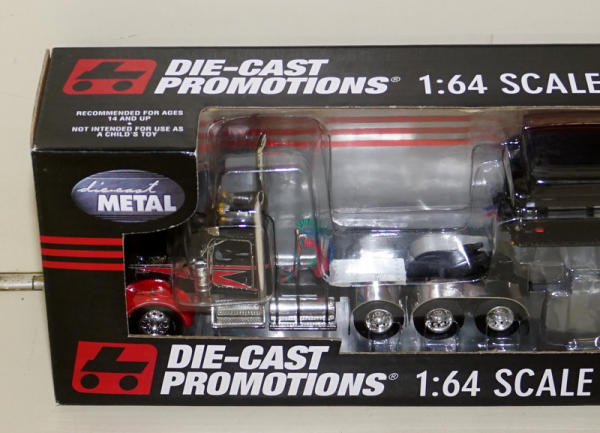 DIE-CAST
PROMOTIONS® 1:64 SCALE
RECOMMENDED FOR AGES
14 AND UP
•
NOT INTENDED FOR USE AS
A CHILD'S TOY
die-cast
METAL
DIE-CAST
PROMOTIONS® 1:64 SCALE